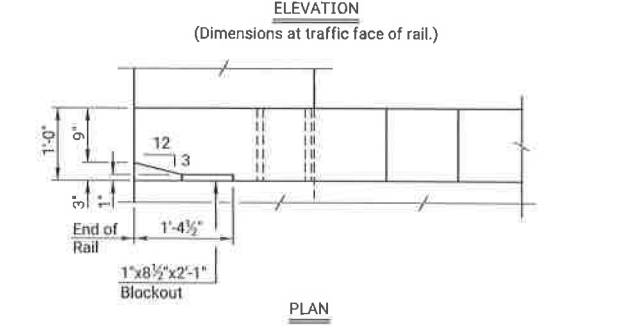 ELEVATION
(Dimensions at traffic face of rail.)
12
3
1'-0"
9"
3"
1"
End of
Rail
1'-4½"
1"x8½"x2'-1"
Blockout
PLAN